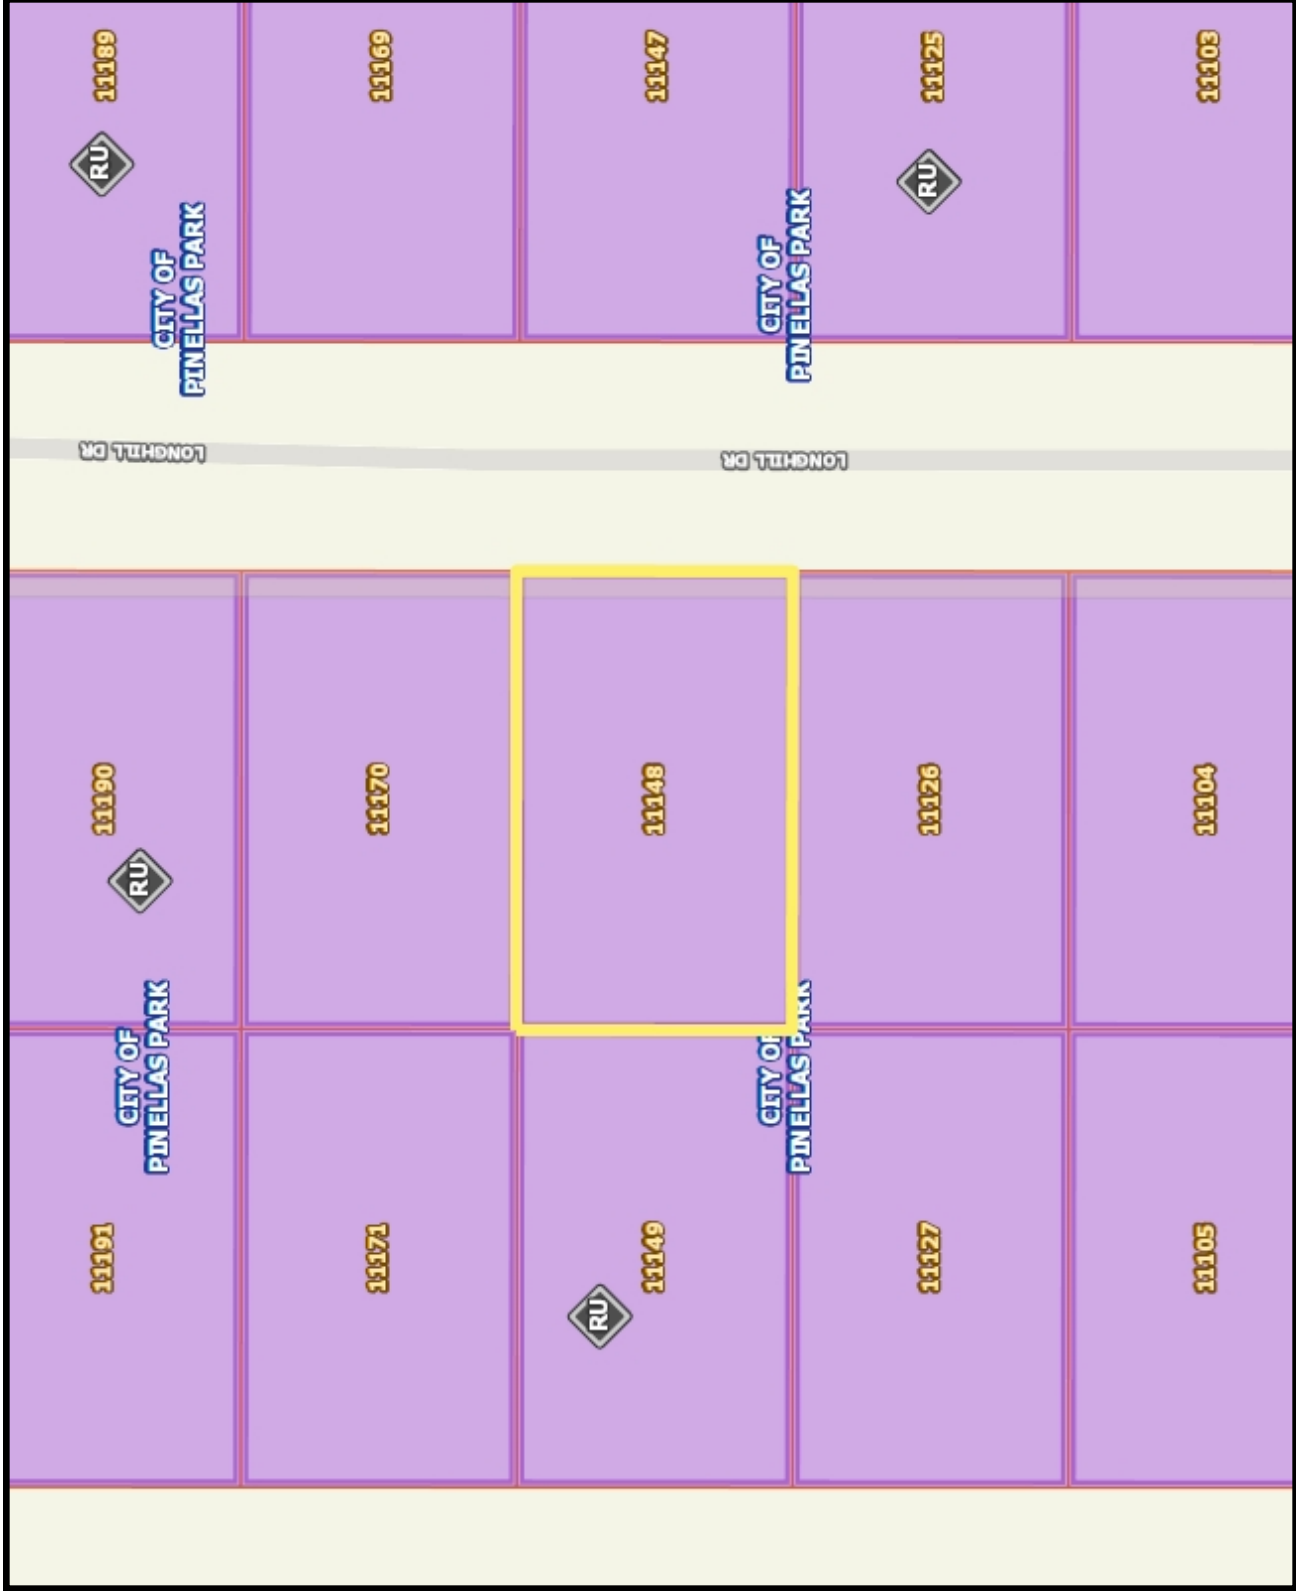 11189
11169
11147
11125
11103
RU
RU
CITY OF
PINELLAS PARK
CITY OF
PINELLAS PARK
LONGHILL DR
LONGHILL DR
11190
11170
11148
11126
11104
RU
CITY OF
PINELLAS PARK
CITY OF
PINELLAS PARK
11191
11171
11149
11127
11105
RU